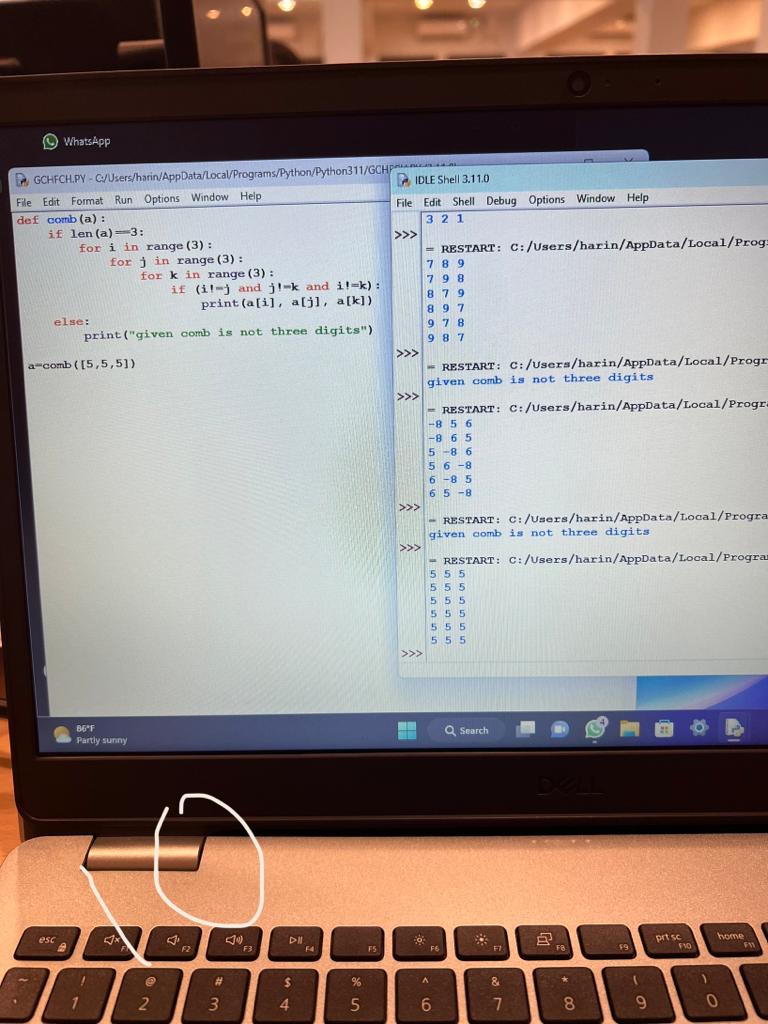 WhatsApp
GCHFCH.PY - C:/Users/harin/AppData/Local/Programs/Python/Python311/
File Edit Format Run Options Window Help
def comb(a):
    if len(a)==3:
        for i in range(3):
            for j in range(3):
                for k in range(3):
                    if (i!=j and j!=k and i!=k):
                        print(a[i], a[j], a[k])
    else:
        print("given comb is not three digits")
a=comb([5,5,5])
IDLE Shell 3.11.0
File Edit Shell Debug Options Window Help
3 2 1
>>>
= RESTART: C:/Users/harin/AppData/Local/Prog
7 8 9
7 9 8
8 7 9
8 9 7
9 7 8
9 8 7
>>>
= RESTART: C:/Users/harin/AppData/Local/Progr
given comb is not three digits
>>>
= RESTART: C:/Users/harin/AppData/Local/Progr
-8 5 6
-8 6 5
5 -8 6
5 6 -8
6 -8 5
6 5 -8
>>>
= RESTART: C:/Users/harin/AppData/Local/Progra
given comb is not three digits
>>>
= RESTART: C:/Users/harin/AppData/Local/Progra
5 5 5
5 5 5
5 5 5
5 5 5
5 5 5
5 5 5
>>>
86°F
Partly sunny
Search
4
DELL
esc F1 F2 F3 F4 F5 F6 F7 F8 F9 prt sc F10 home F11
~ ! @ # $ % ^ & * ( )
` 1 2 3 4 5 6 7 8 9 0